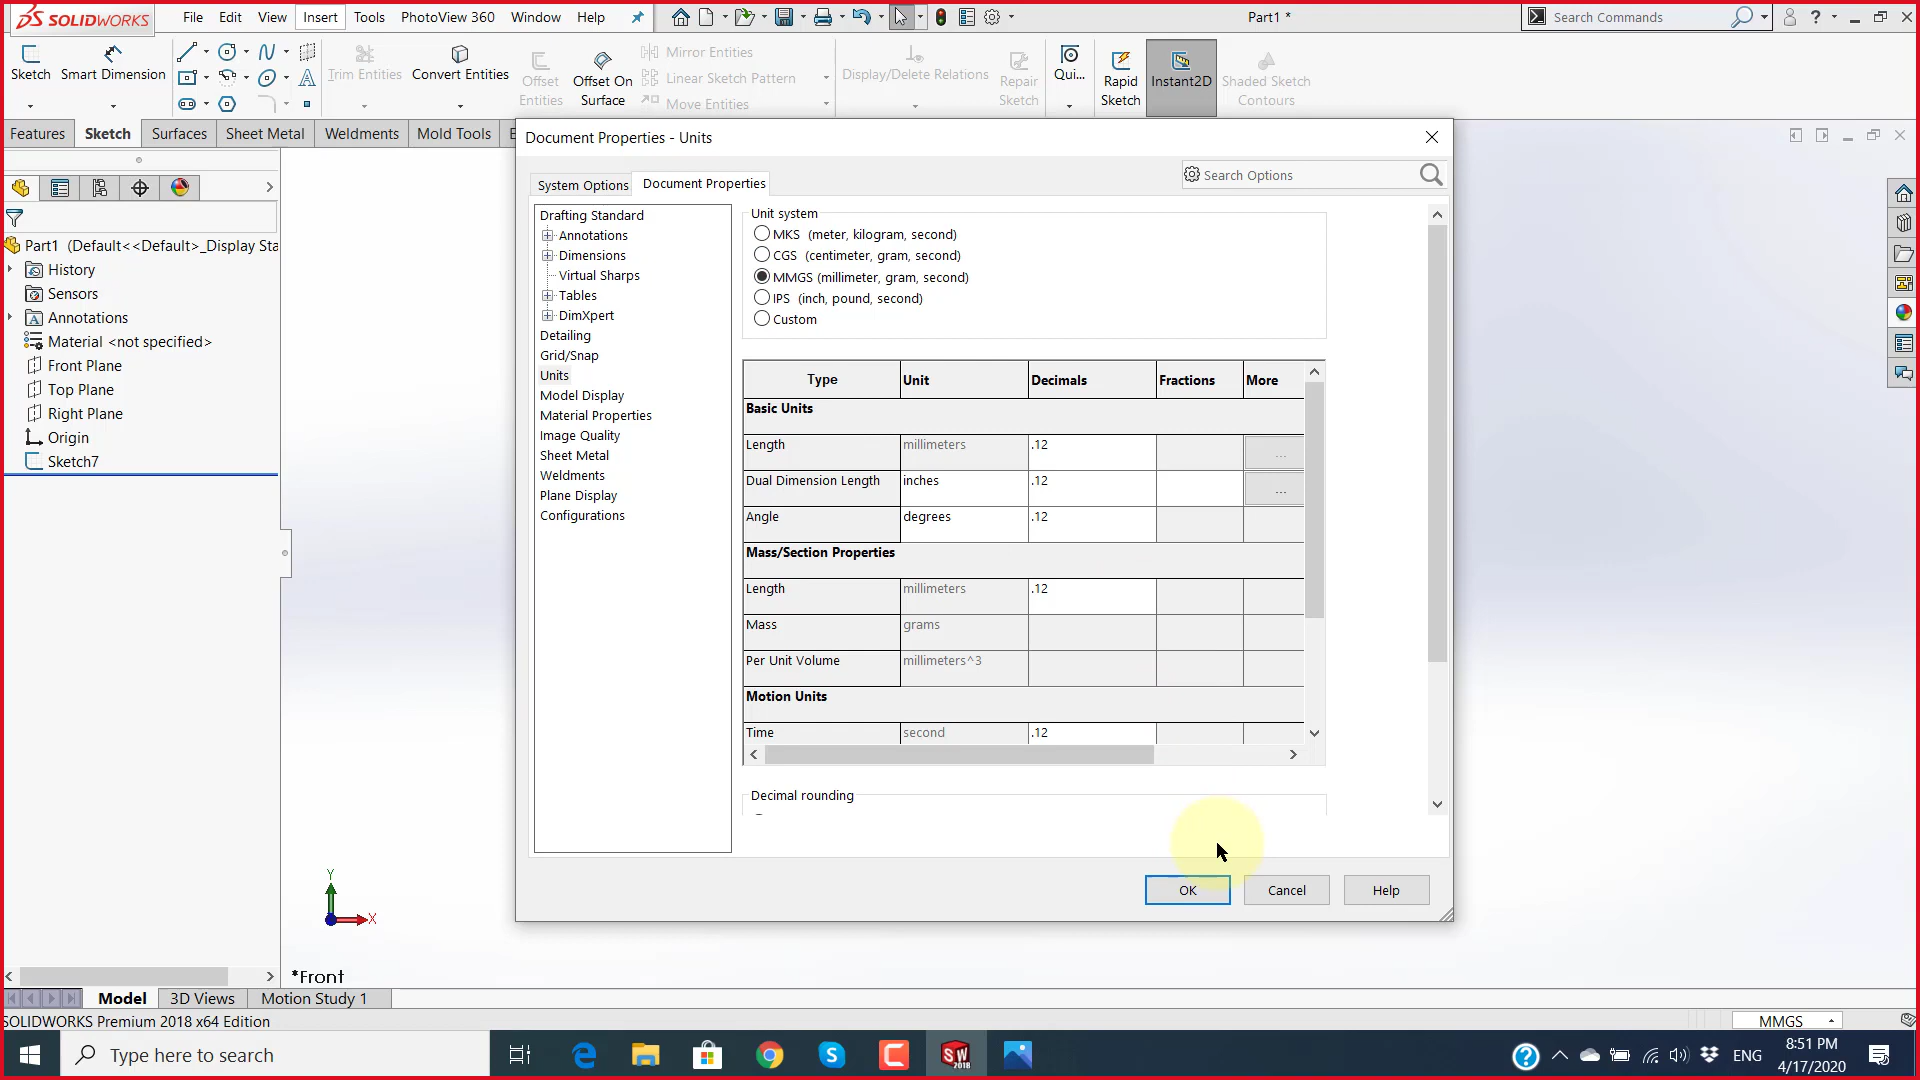 SOLIDWORKS
File Edit View Insert Tools PhotoView 360 Window Help
Part1 *
Search Commands
Sketch
Smart Dimension
Trim Entities
Convert Entities
Offset Entities
Offset On Surface
Mirror Entities
Linear Sketch Pattern
Move Entities
Display/Delete Relations
Repair Sketch
Qui...
Rapid Sketch
Instant2D
Shaded Sketch Contours
Features Sketch Surfaces Sheet Metal Weldments Mold Tools
Part1 (Default<<Default>_Display Sta
History
Sensors
Annotations
Material <not specified>
Front Plane
Top Plane
Right Plane
Origin
Sketch7
Document Properties - Units
System Options Document Properties
Search Options
Drafting Standard
Annotations
Dimensions
Virtual Sharps
Tables
DimXpert
Detailing
Grid/Snap
Units
Model Display
Material Properties
Image Quality
Sheet Metal
Weldments
Plane Display
Configurations
Unit system
MKS (meter, kilogram, second)
CGS (centimeter, gram, second)
MMGS (millimeter, gram, second)
IPS (inch, pound, second)
Custom
Type Unit Decimals Fractions More
Basic Units
Length millimeters .12 ...
Dual Dimension Length inches .12 ...
Angle degrees .12
Mass/Section Properties
Length millimeters .12
Mass grams
Per Unit Volume millimeters^3
Motion Units
Time second .12
Decimal rounding
OK Cancel Help
Y
X
*Front
Model 3D Views Motion Study 1
SOLIDWORKS Premium 2018 x64 Edition
MMGS
Type here to search
SW
2018
ENG
8:51 PM
4/17/2020